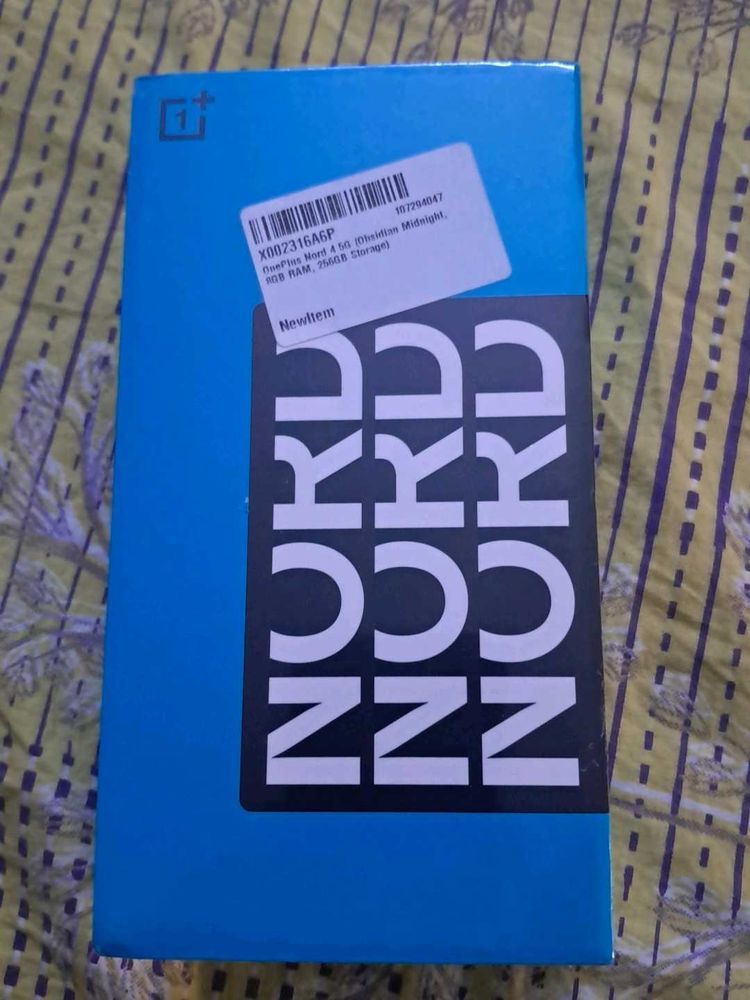 1+
107294047
X002316A6P
OnePlus Nord 4 5G (Obsidian Midnight,
8GB RAM, 256GB Storage)
NewItem
NORD
NORD
NORD